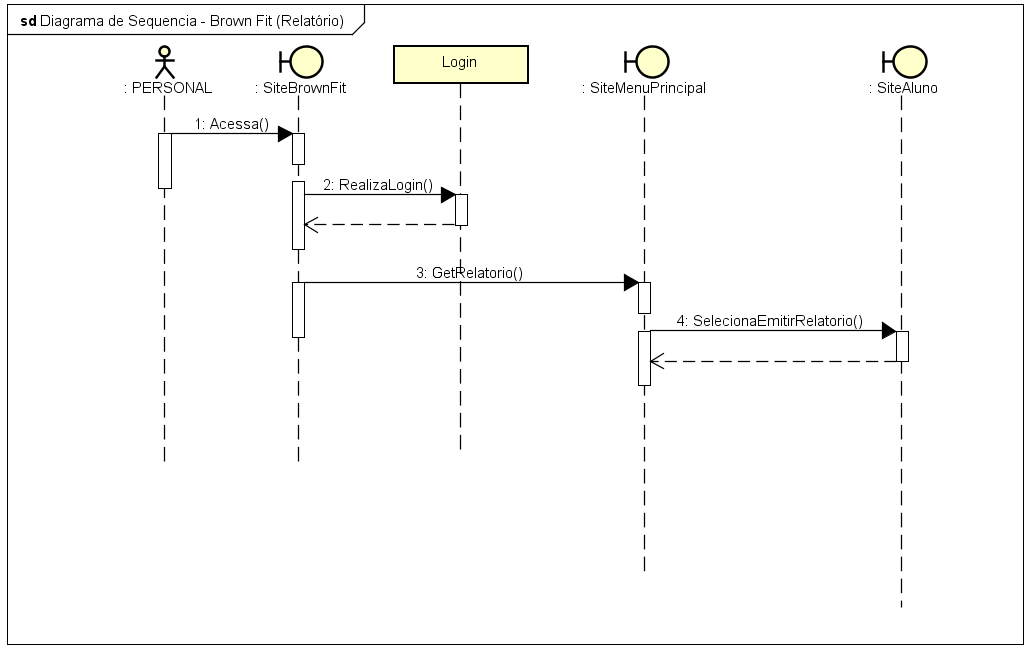 sd Diagrama de Sequencia - Brown Fit (Relatório)
Login
: PERSONAL
: SiteBrownFit
: SiteMenuPrincipal
: SiteAluno
1: Acessa()
2: RealizaLogin()
3: GetRelatorio()
4: SelecionaEmitirRelatorio()